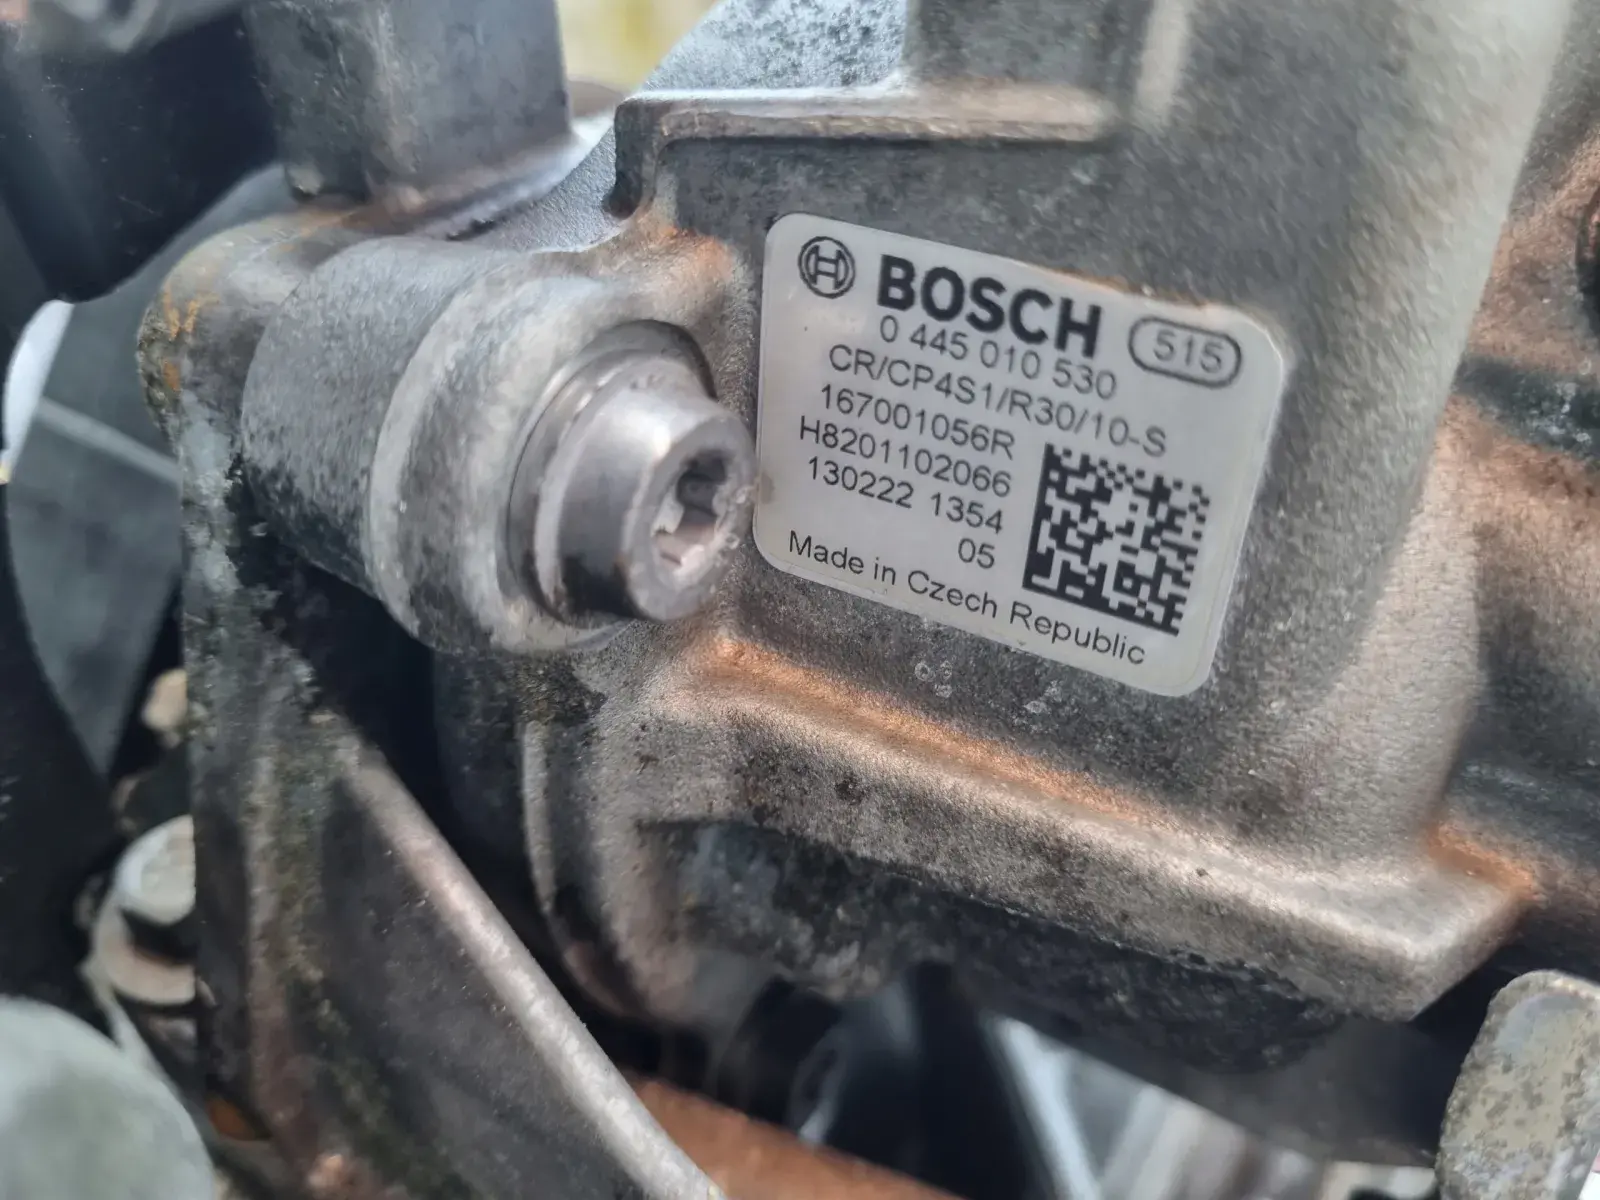 BOSCH 515
0 445 010 530
CR/CP4S1/R30/10-S
167001056R
H8201102066
130222 1354
05
Made in Czech Republic